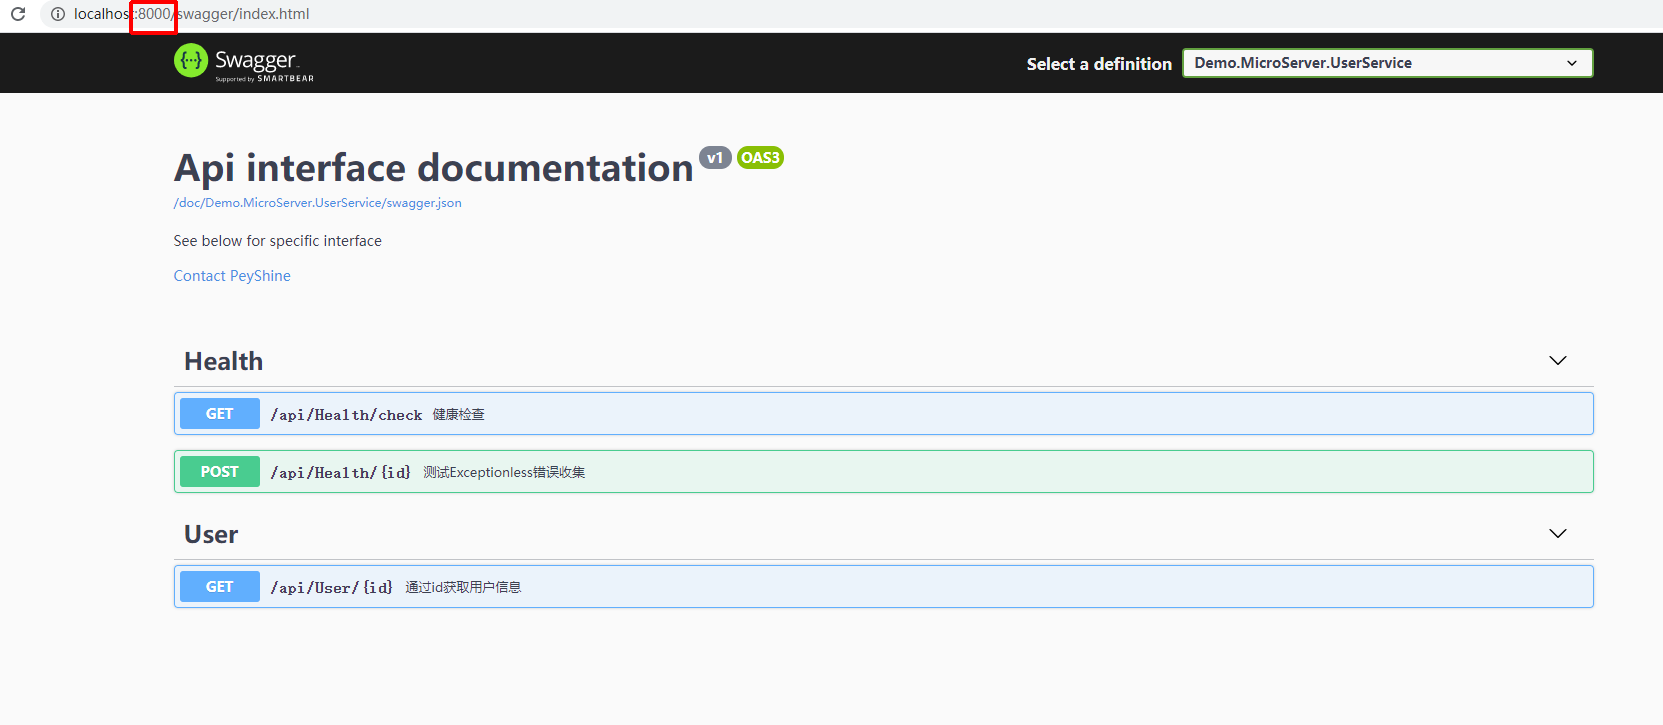 localhost:8000/swagger/index.html
{···} Swagger
Supported by SMARTBEAR
Select a definition
Demo.MicroServer.UserService
Api interface documentation v1 OAS3
/doc/Demo.MicroServer.UserService/swagger.json
See below for specific interface
Contact PeyShine
Health
GET /api/Health/check 健康检查
POST /api/Health/{id} 测试Exceptionless错误收集
User
GET /api/User/{id} 通过id获取用户信息